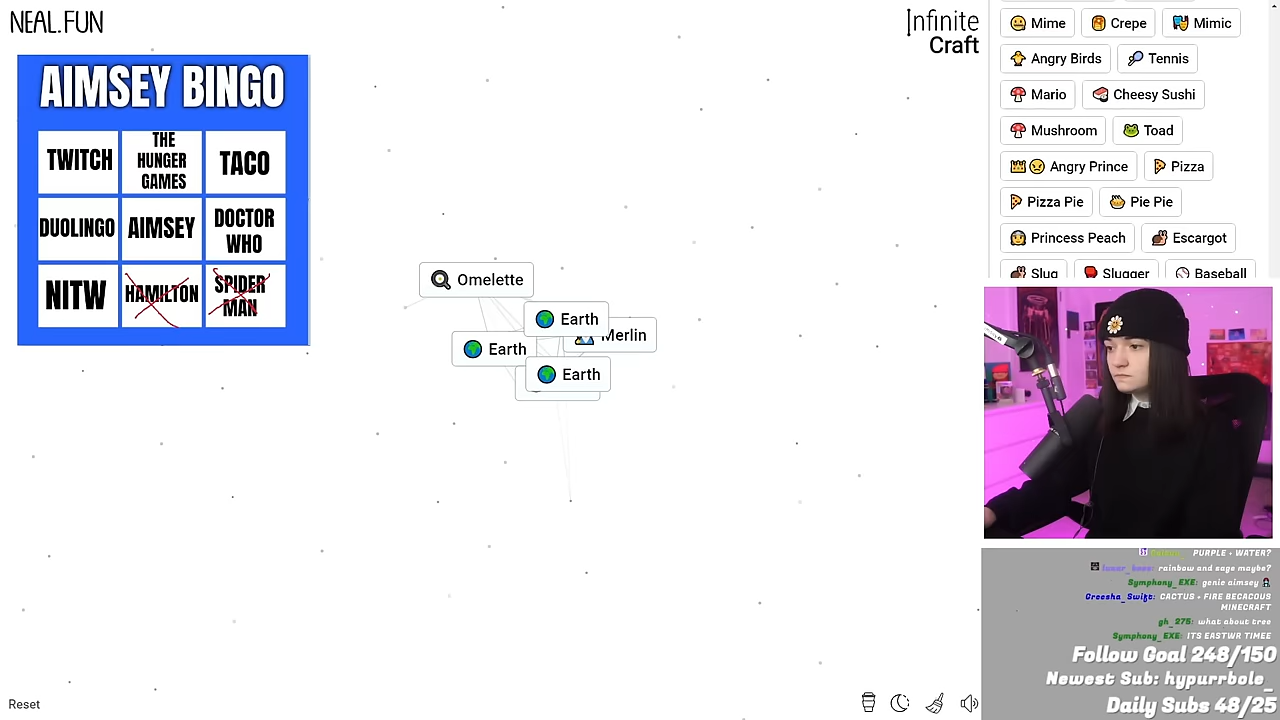 NEAL.FUN
Infinite
Craft
AIMSEY BINGO
TWITCH
THE
HUNGER
GAMES
TACO
DUOLINGO
AIMSEY
DOCTOR
WHO
NITW
HAMILTON
SPIDER
MAN
Omelette
Earth
Merlin
Earth
Earth
Mime
Crepe
Mimic
Angry Birds
Tennis
Mario
Cheesy Sushi
Mushroom
Toad
Angry Prince
Pizza
Pizza Pie
Pie Pie
Princess Peach
Escargot
Slug
Slugger
Baseball
PURPLE + WATER?
rainbow and sage maybe?
Symphony_EXE: genie aimsey
Creesha_Swift: CACTUS + FIRE BECACOUS
MINECRAFT
gh_275: what about tree
Symphony_EXE: ITS EASTWR TIMEE
Follow Goal 248/150
Newest Sub: hypurrbole_
Daily Subs 48/25
Reset